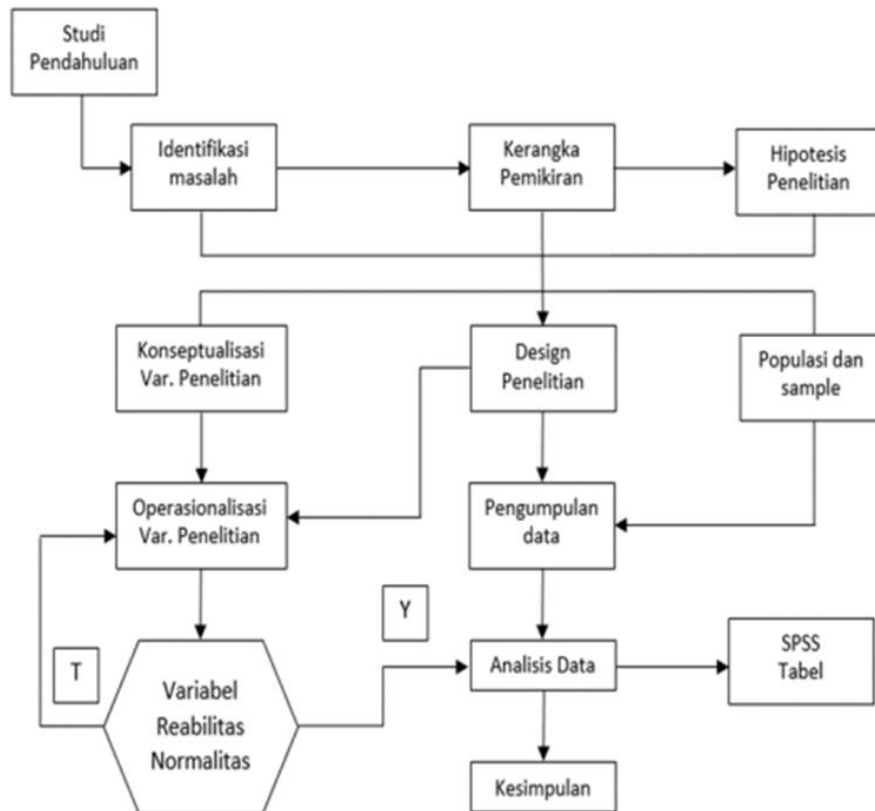 Studi
Pendahuluan
Identifikasi
masalah
Kerangka
Pemikiran
Hipotesis
Penelitian
Konseptualisasi
Var. Penelitian
Design
Penelitian
Populasi dan
sample
Operasionalisasi
Var. Penelitian
Pengumpulan
data
Y
T
Variabel
Reabilitas
Normalitas
Analisis Data
SPSS
Tabel
Kesimpulan